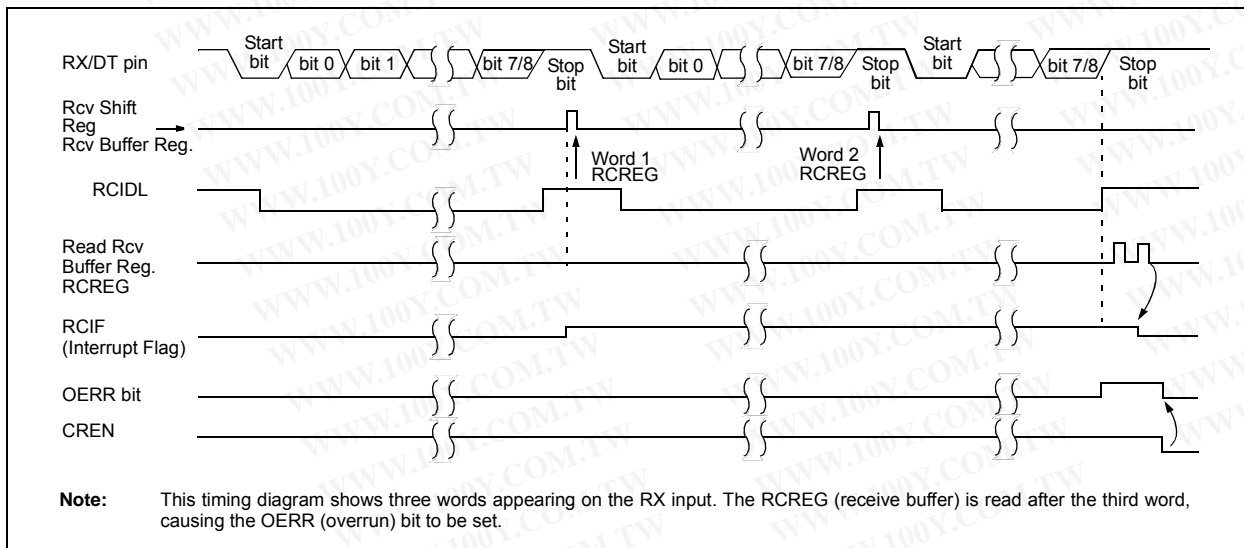 RX/DT pin
Start bit
bit 0
bit 1
bit 7/8
Stop bit
Start bit
bit 0
bit 7/8
Stop bit
Start bit
bit 7/8
Stop bit
Rcv Shift
Reg
Rcv Buffer Reg.
Word 1
RCREG
Word 2
RCREG
RCIDL
Read Rcv
Buffer Reg.
RCREG
RCIF
(Interrupt Flag)
OERR bit
CREN
Note: This timing diagram shows three words appearing on the RX input. The RCREG (receive buffer) is read after the third word,
causing the OERR (overrun) bit to be set.
WWW.100Y.COM.TW